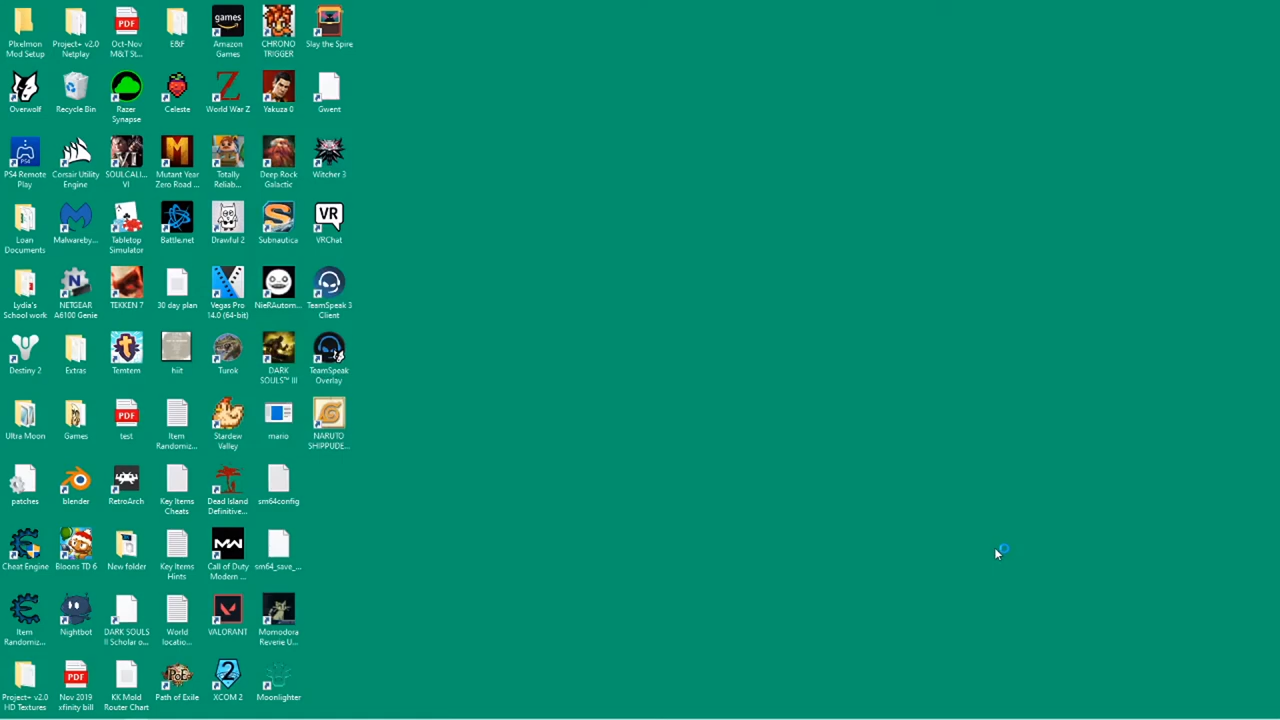 Pixelmon
Mod Setup
Project+ v2.0
Netplay
PDF
Oct-Nov
M&T St...
E&F
games
Amazon
Games
CHRONO
TRIGGER
Slay the Spire
Overwolf
Recycle Bin
Razer
Synapse
Celeste
World War Z
Yakuza 0
Gwent
PS4
PS4 Remote
Play
Corsair Utility
Engine
VI
SOULCALI...
VI
Mutant Year
Zero Road ...
Totally
Reliab...
Deep Rock
Galactic
Witcher 3
Loan
Documents
Malwareby...
Tabletop
Simulator
Battle.net
Drawful 2
Subnautica
VR
VRChat
Lydia's
School work
N
NETGEAR
A6100 Genie
TEKKEN 7
30 day plan
Vegas Pro
14.0 (64-bit)
NieRAutom...
TeamSpeak 3
Client
Destiny 2
Extras
Temtem
hiit
Turok
DARK
SOULS™ III
TeamSpeak
Overlay
Ultra Moon
Games
PDF
test
Item
Randomiz...
Stardew
Valley
mario
NARUTO
SHIPPUDE...
patches
blender
RetroArch
Key Items
Cheats
Dead Island
Definitive...
sm64config
Cheat Engine
Bloons TD 6
New folder
Key Items
Hints
MW
Call of Duty
Modern ...
sm64_save_...
Item
Randomiz...
Nightbot
DARK SOULS
II Scholar o...
World
locatio...
VALORANT
Momodora
Reverie U...
Project+ v2.0
HD Textures
PDF
Nov 2019
xfinity bill
KK Mold
Router Chart
PoE
Path of Exile
2
XCOM 2
Moonlighter